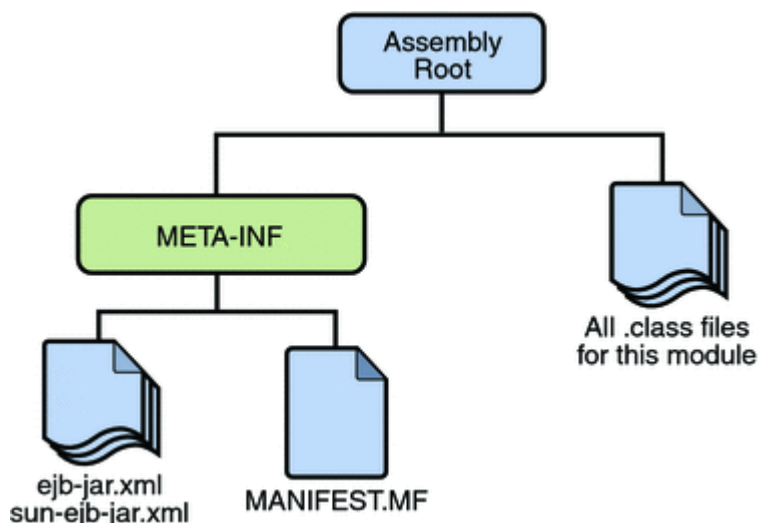 Assembly
Root
META-INF
All .class files
for this module
ejb-jar.xml
sun-ejb-jar.xml
MANIFEST.MF